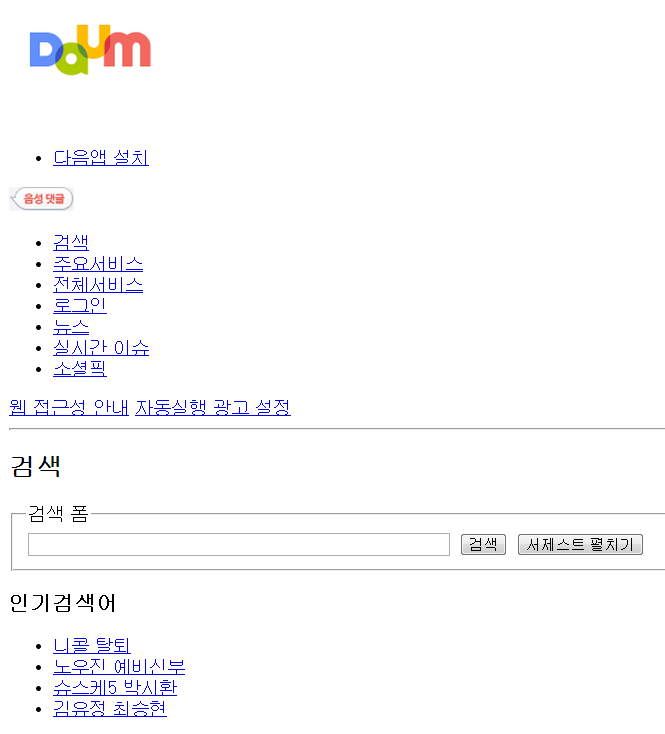 Daum
다음앱 설치
음성 댓글
검색
주요서비스
전체서비스
로그인
뉴스
실시간 이슈
소셜픽
웹 접근성 안내 자동실행 광고 설정
검색
검색 폼
검색 서제스트 펼치기
인기검색어
니콜 탈퇴
노우진 예비신부
슈스케5 박시환
김유정 최승현